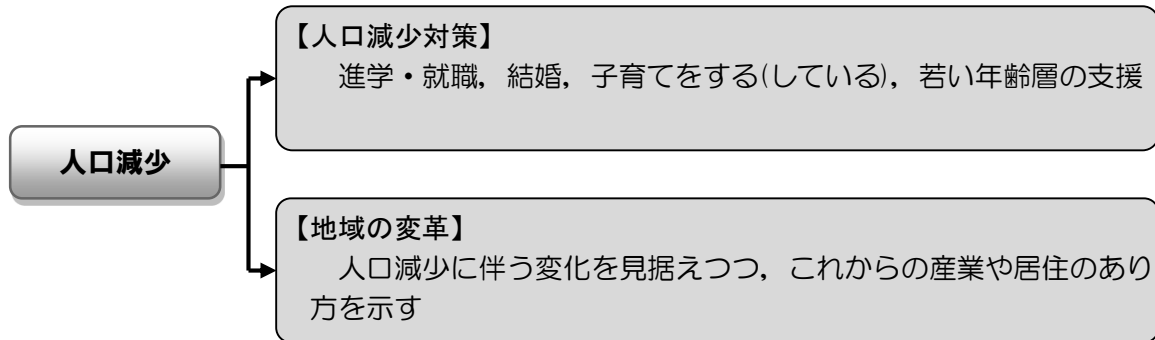 人口減少
【人口減少対策】
進学・就職，結婚，子育てをする(している)，若い年齢層の支援
【地域の変革】
人口減少に伴う変化を見据えつつ，これからの産業や居住のあり
方を示す